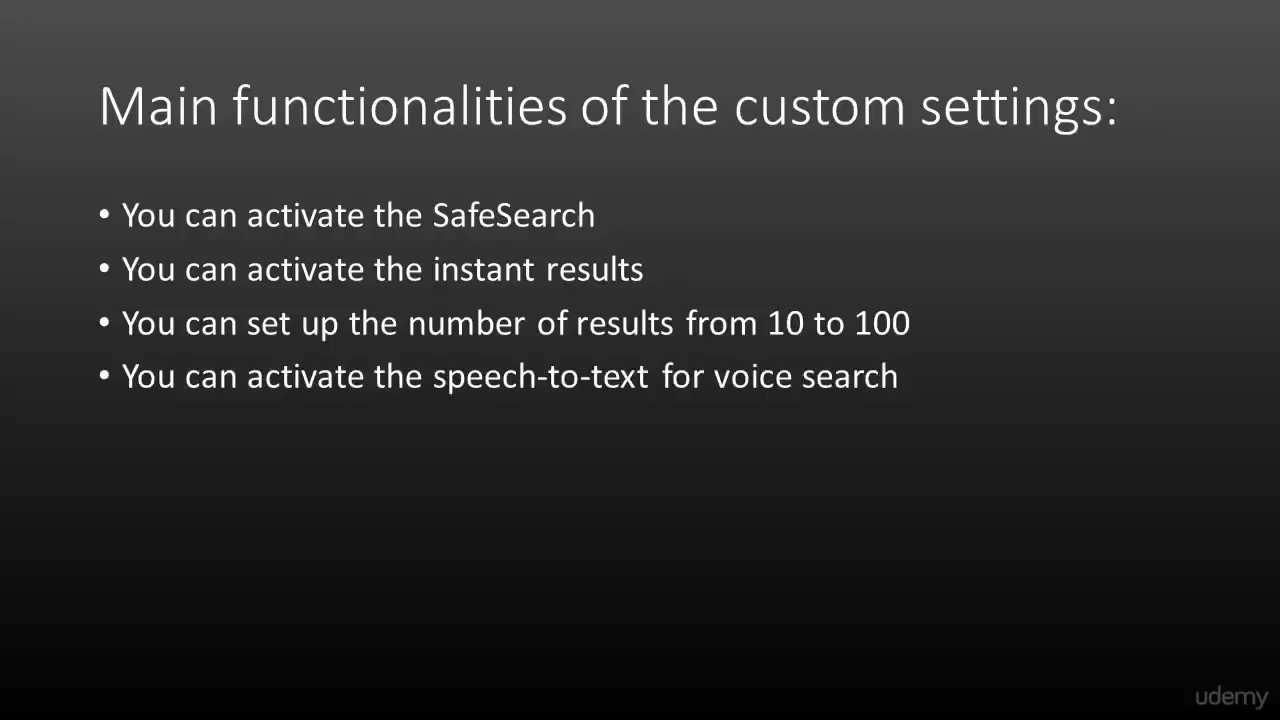 Main functionalities of the custom settings:
• You can activate the SafeSearch
• You can activate the instant results
• You can set up the number of results from 10 to 100
• You can activate the speech-to-text for voice search
udemy